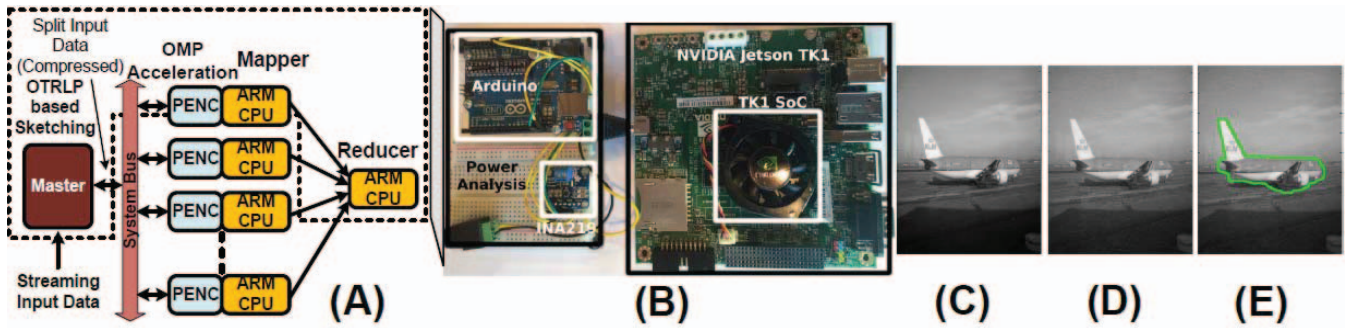 Split Input
Data
(Compressed)
OTRLP
based
Sketching
OMP
Acceleration
Mapper
PENC
ARM
CPU
PENC
ARM
CPU
PENC
ARM
CPU
PENC
ARM
CPU
Master
System Bus
Reducer
ARM
CPU
Streaming
Input Data
(A)
Arduino
Power
Analysis
INA219
NVIDIA Jetson TK1
TK1 SoC
(B)
(C)
(D)
(E)